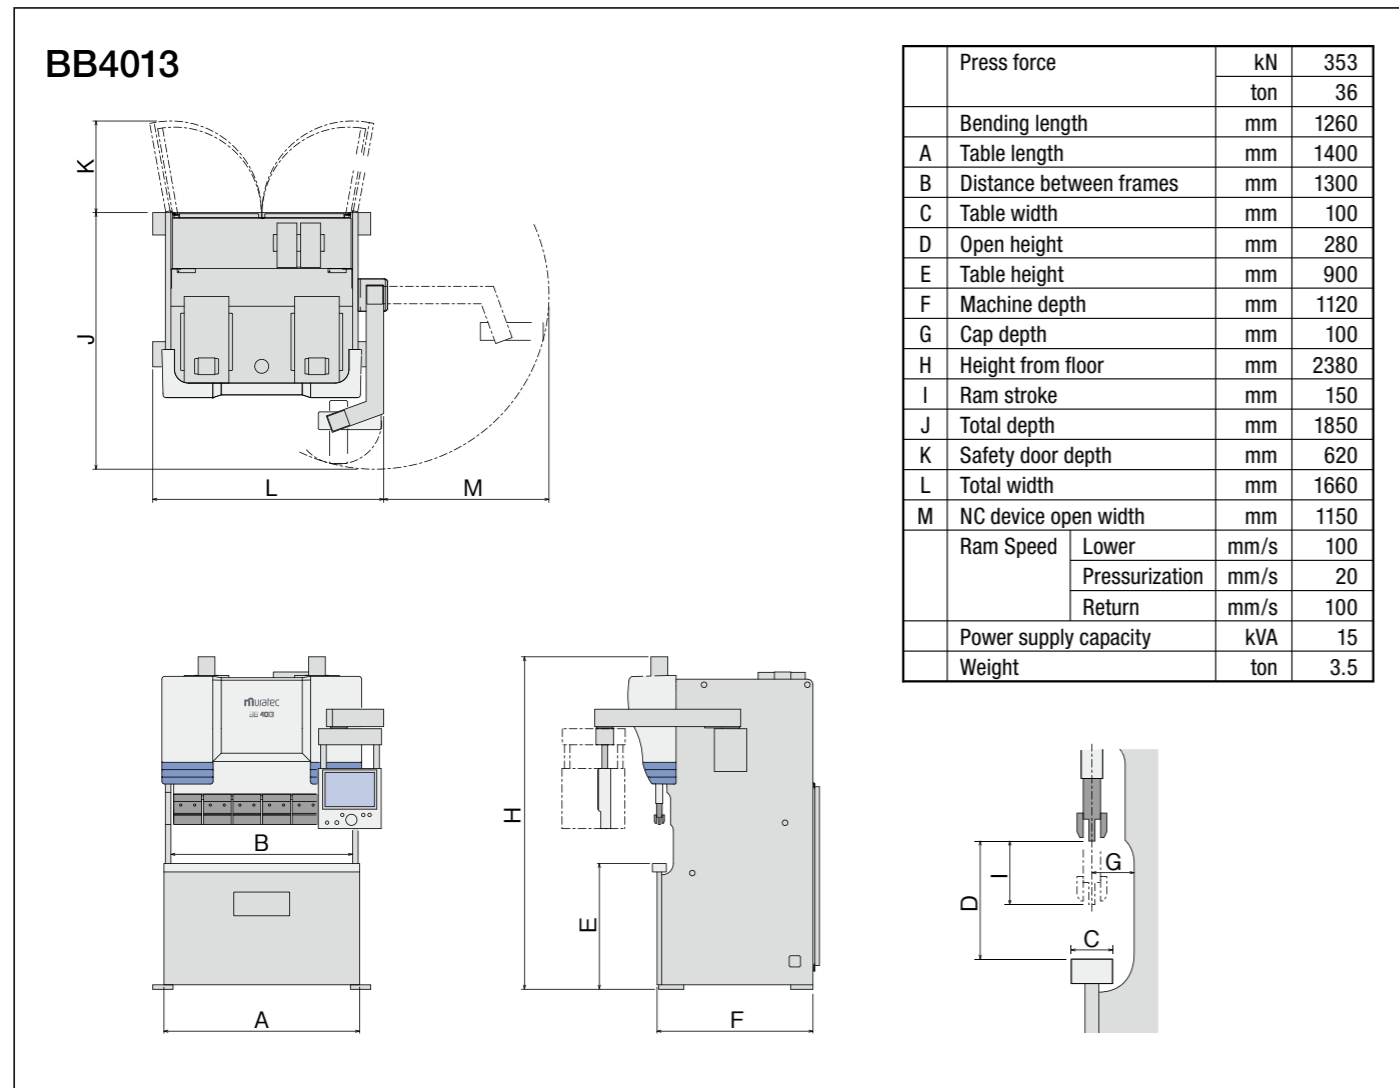 BB4013
Press force kN 353
ton 36
Bending length mm 1260
A Table length mm 1400
B Distance between frames mm 1300
C Table width mm 100
D Open height mm 280
E Table height mm 900
F Machine depth mm 1120
G Cap depth mm 100
H Height from floor mm 2380
I Ram stroke mm 150
J Total depth mm 1850
K Safety door depth mm 620
L Total width mm 1660
M NC device open width mm 1150
Ram Speed Lower mm/s 100
Pressurization mm/s 20
Return mm/s 100
Power supply capacity kVA 15
Weight ton 3.5
K
J
L M
muratec
BB 4013
B
A
H
E
F
G
I
D
C